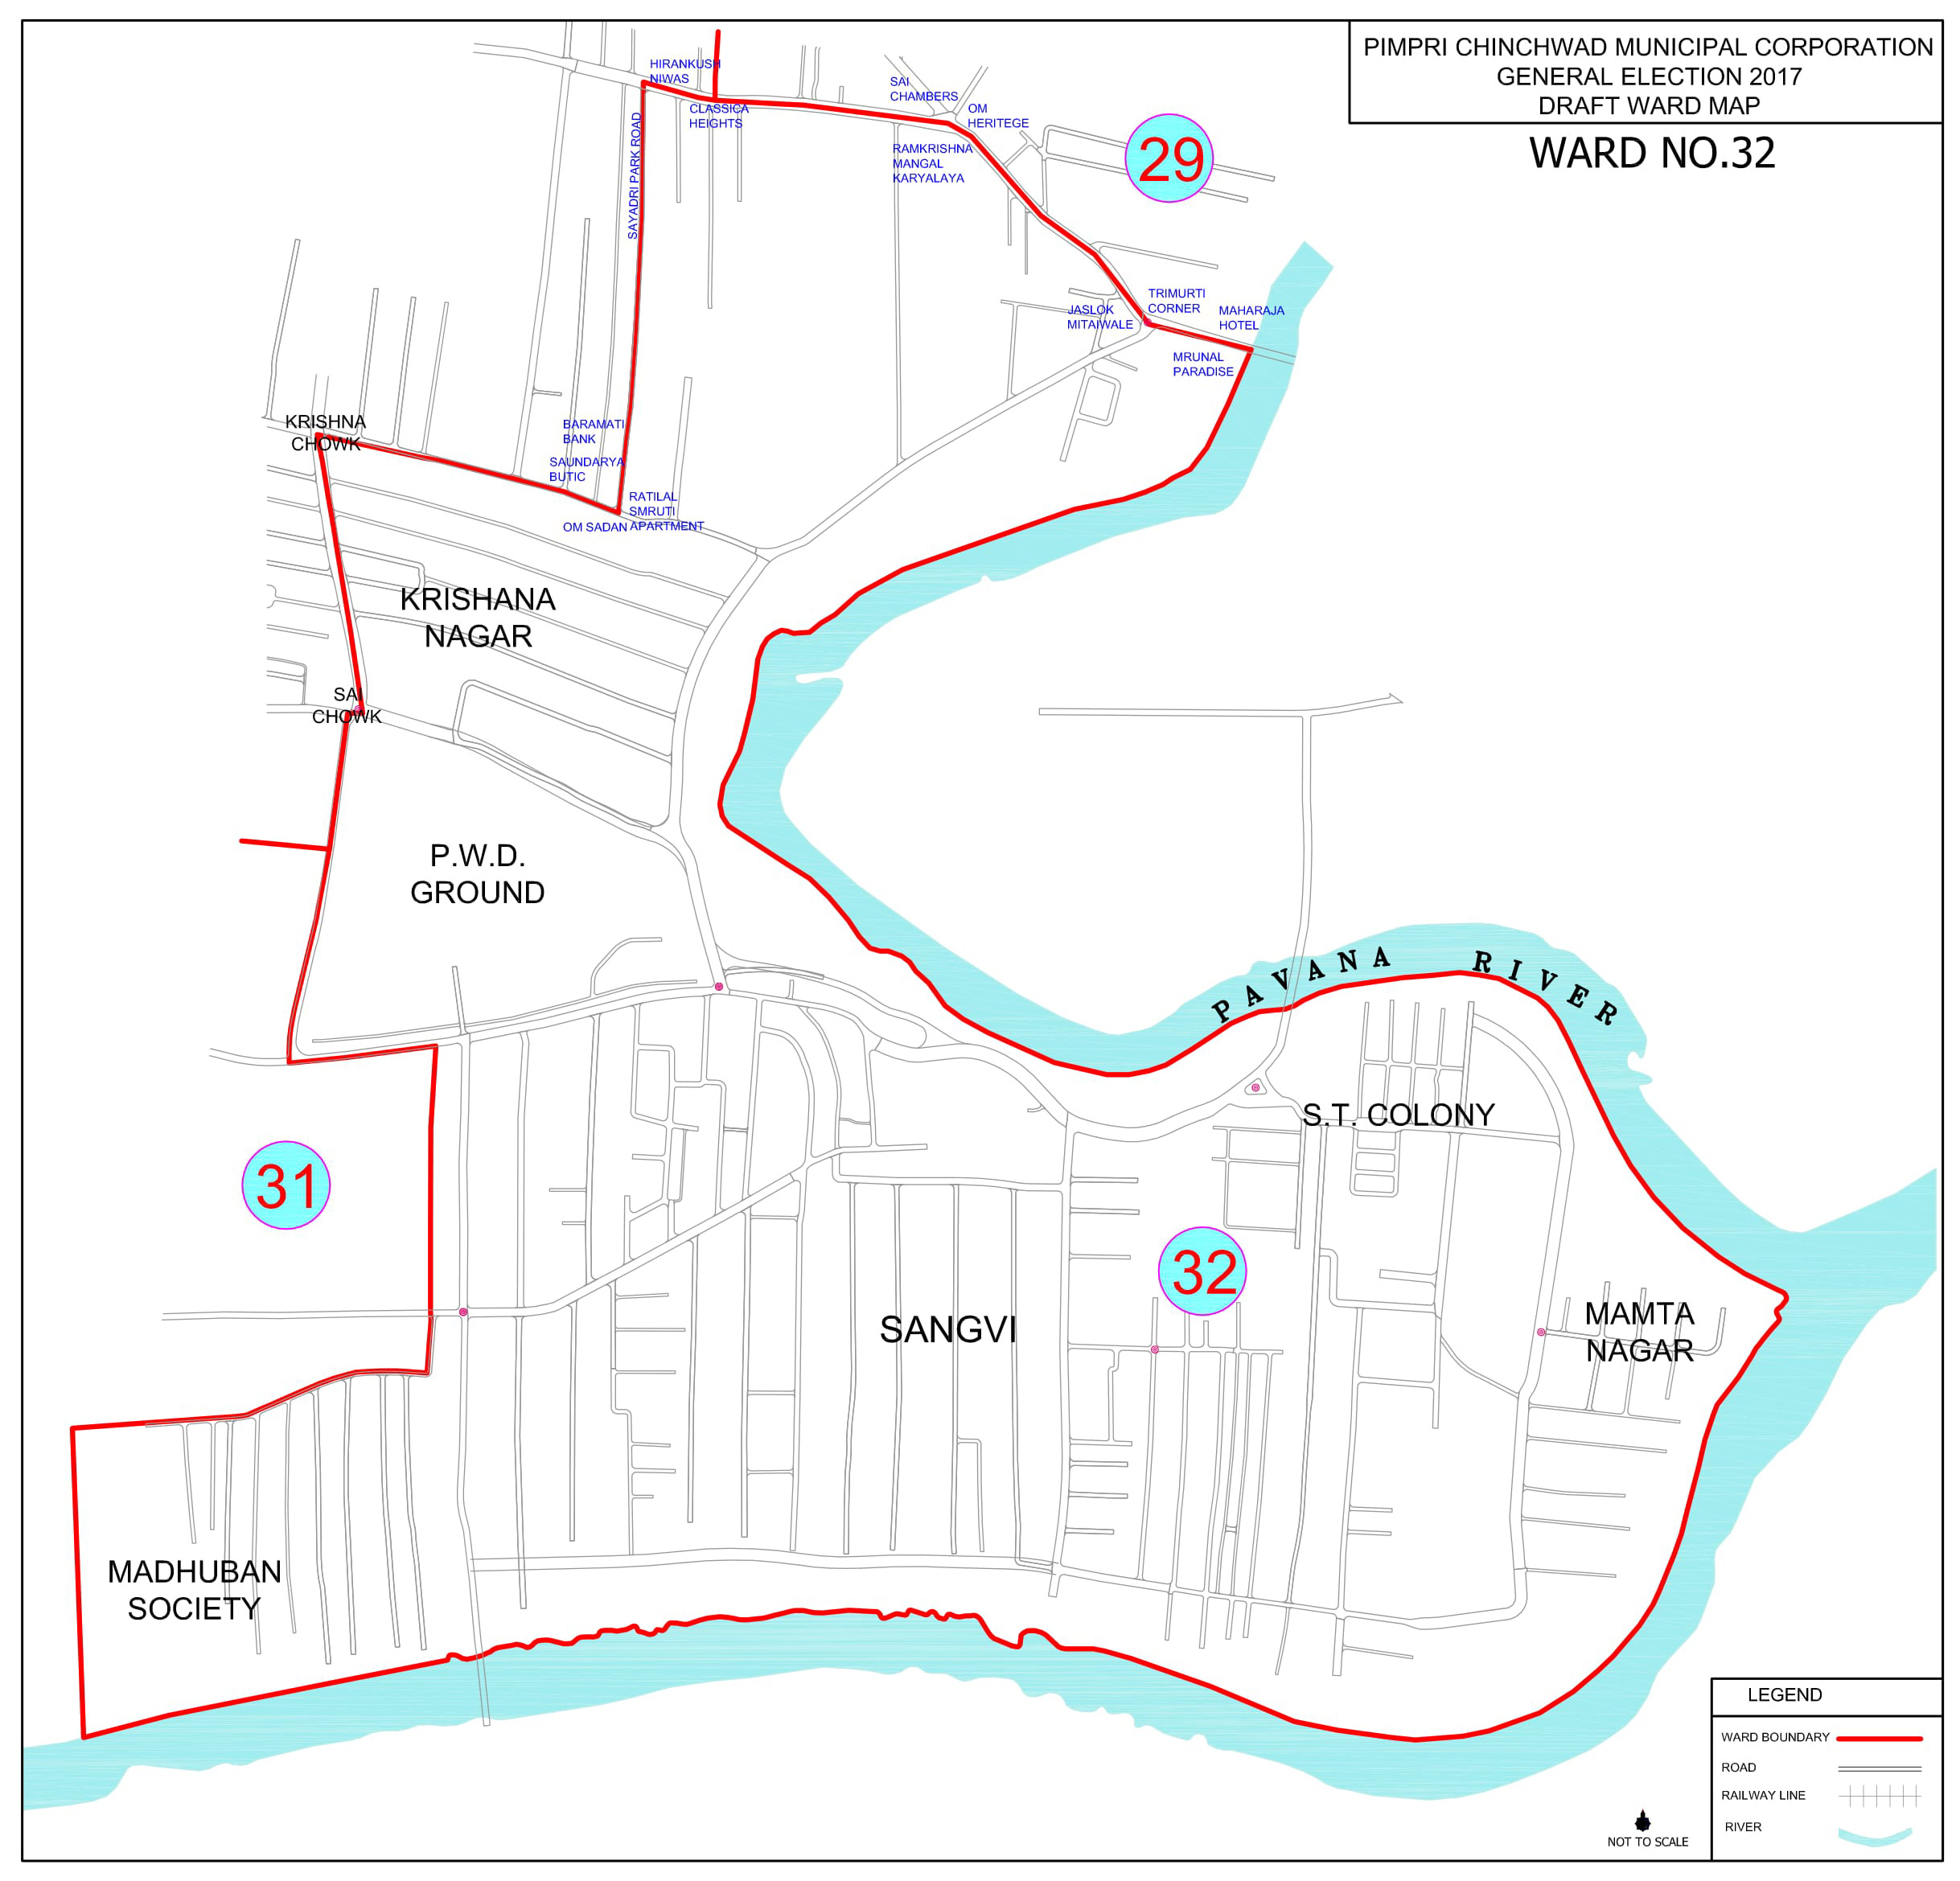 PIMPRI CHINCHWAD MUNICIPAL CORPORATION
GENERAL ELECTION 2017
DRAFT WARD MAP
WARD NO.32
HIRANKUSH
NIWAS
CLASSICA
HEIGHTS
SAI
CHAMBERS
OM
HERITEGE
RAMKRISHNA
MANGAL
KARYALAYA
29
SAYADRI PARK ROAD
TRIMURTI
CORNER
JASLOK
MITAIWALE
MAHARAJA
HOTEL
MRUNAL
PARADISE
KRISHNA
CHOWK
BARAMATI
BANK
SAUNDARYA
BUTIC
RATILAL
SMRUTI
APARTMENT
OM SADAN
KRISHANA
NAGAR
SAI
CHOWK
P.W.D.
GROUND
PAVANA RIVER
S.T. COLONY
31
32
SANGVI
MAMTA
NAGAR
MADHUBAN
SOCIETY
LEGEND
WARD BOUNDARY
ROAD
RAILWAY LINE
RIVER
NOT TO SCALE